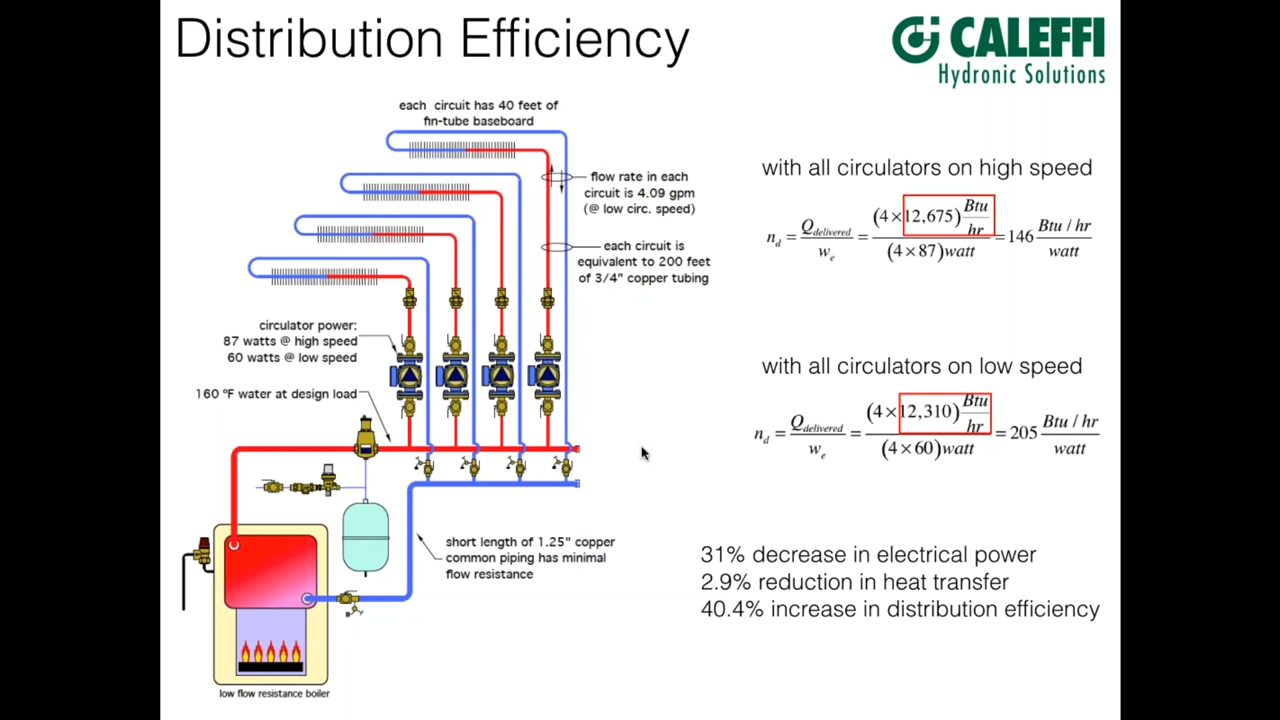 Distribution Efficiency
CALEFFI
Hydronic Solutions
each circuit has 40 feet of
fin-tube baseboard
flow rate in each
circuit is 4.09 gpm
(@ low circ. speed)
each circuit is
equivalent to 200 feet
of 3/4" copper tubing
circulator power:
87 watts @ high speed
60 watts @ low speed
160 ºF water at design load
short length of 1.25" copper
common piping has minimal
flow resistance
low flow resistance boiler
with all circulators on high speed
n_d = Q_delivered / w_e = (4×12,675) Btu/hr / (4×87)watt = 146 Btu / hr / watt
with all circulators on low speed
n_d = Q_delivered / w_e = (4×12,310) Btu/hr / (4×60)watt = 205 Btu / hr / watt
31% decrease in electrical power
2.9% reduction in heat transfer
40.4% increase in distribution efficiency